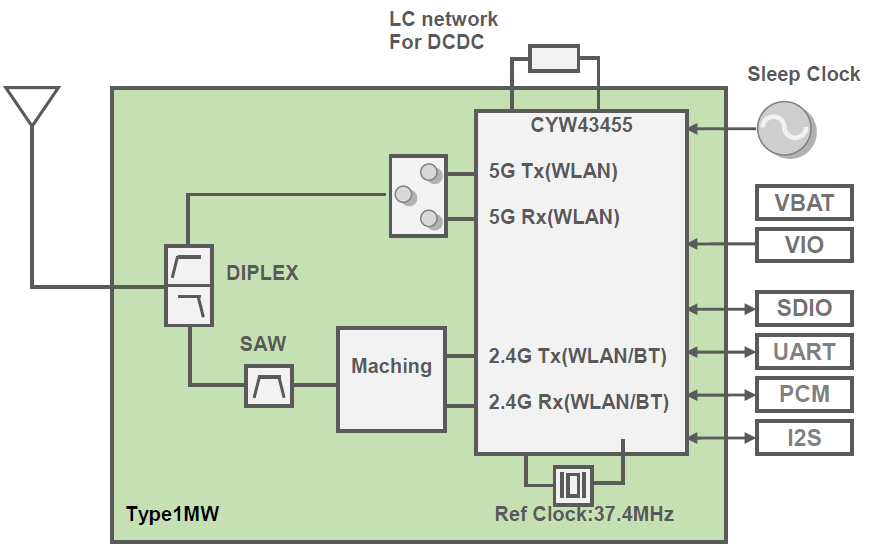 LC network
For DCDC
Sleep Clock
CYW43455
5G Tx(WLAN)
5G Rx(WLAN)
VBAT
VIO
DIPLEX
SDIO
SAW
UART
Maching
2.4G Tx(WLAN/BT)
PCM
2.4G Rx(WLAN/BT)
I2S
Type1MW
Ref Clock:37.4MHz